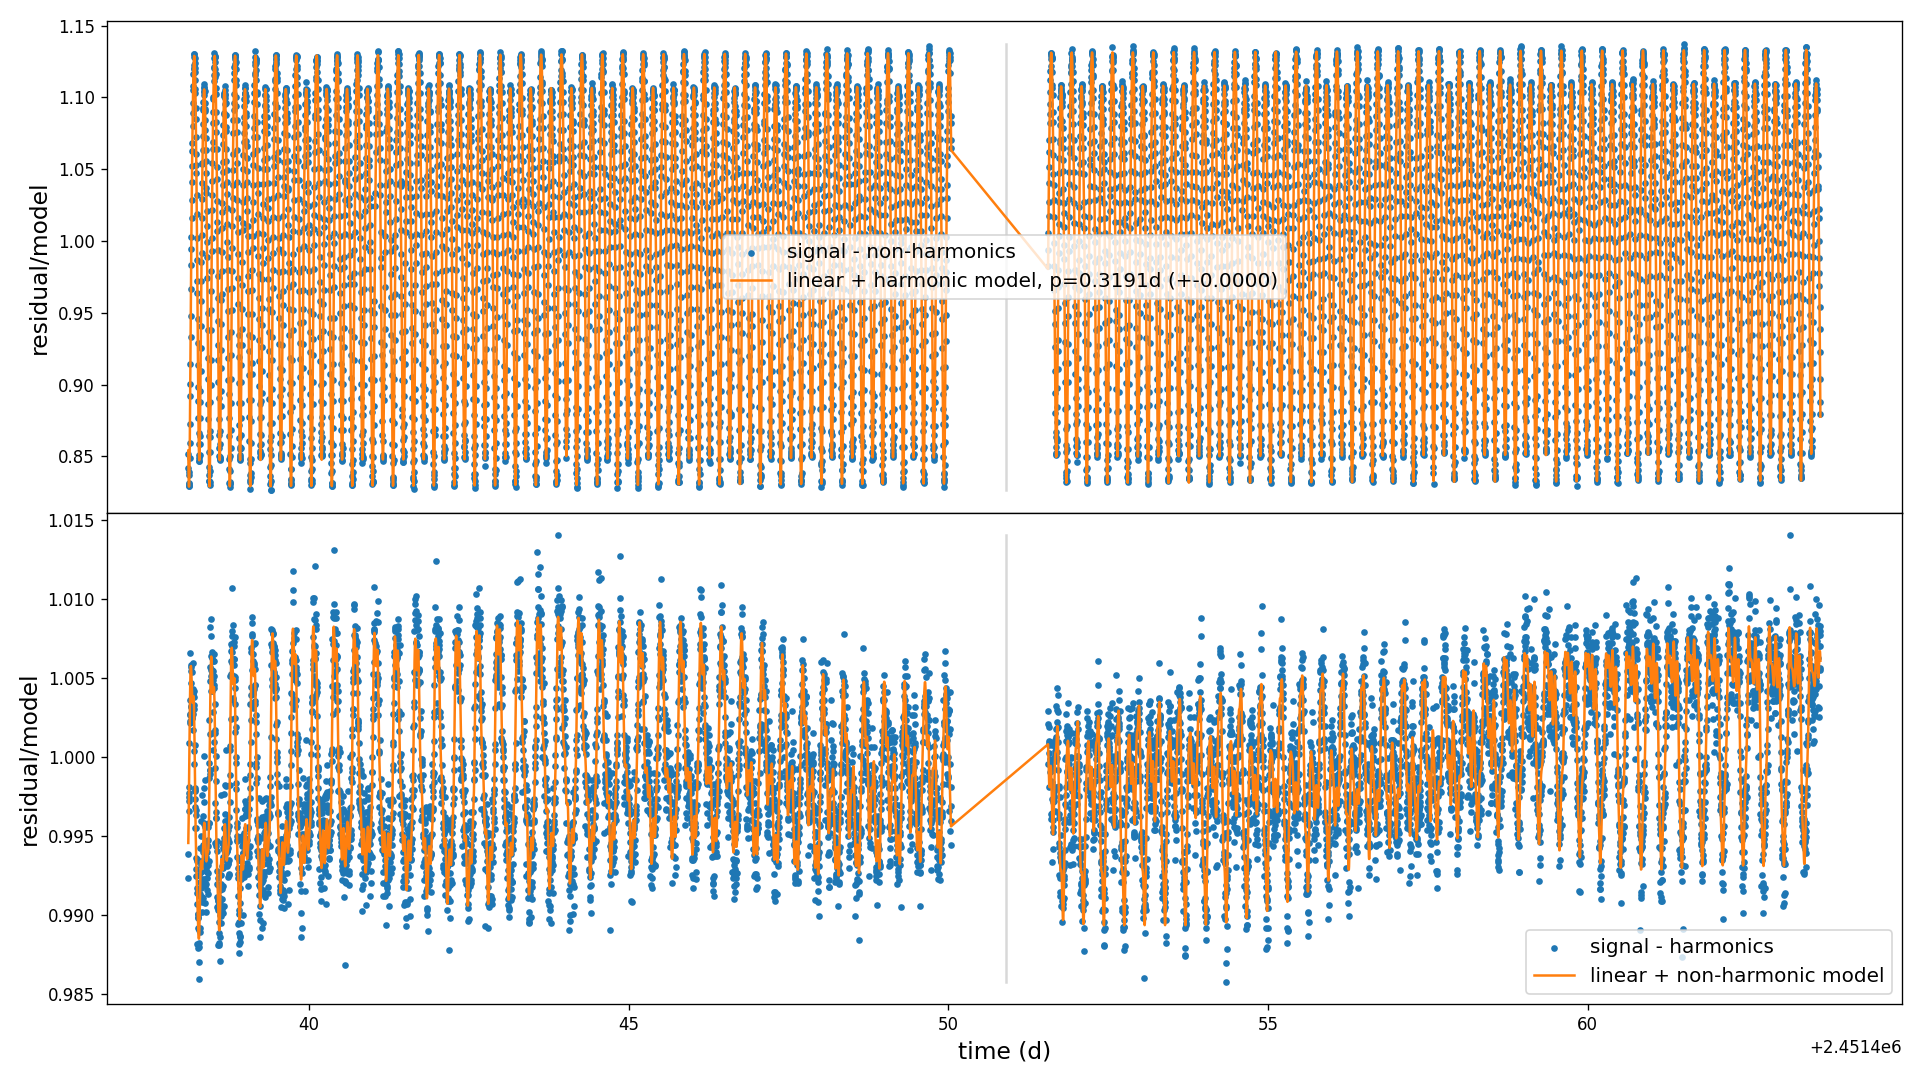 1.15
1.10
1.05
1.00
0.95
0.90
0.85
residual/model
signal - non-harmonics
linear + harmonic model, p=0.3191d (+-0.0000)
1.015
1.010
1.005
1.000
0.995
0.990
0.985
residual/model
signal - harmonics
linear + non-harmonic model
40
45
50
55
60
time (d)
+2.4514e6